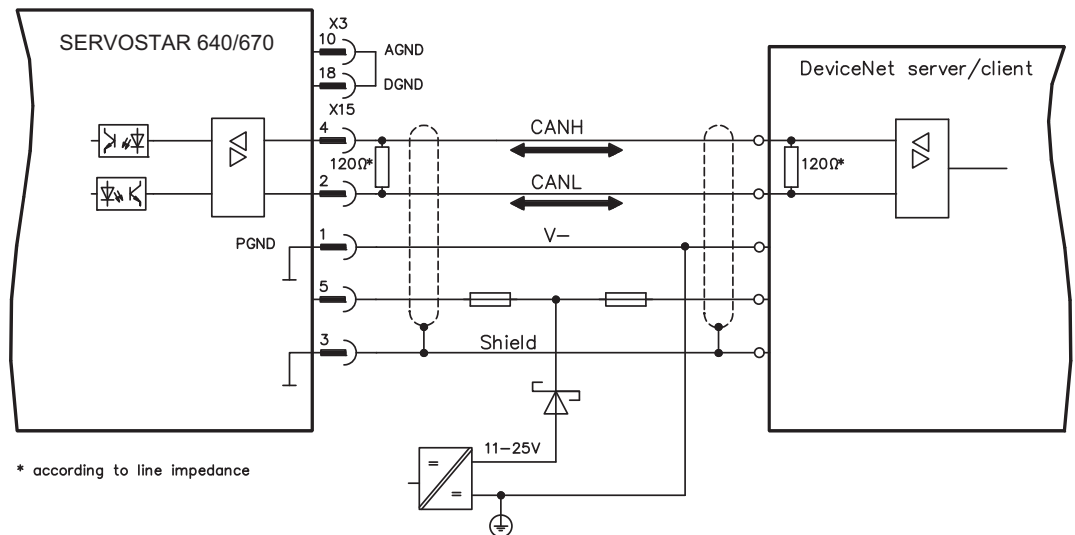 SERVOSTAR 640/670
X3
10
AGND
18
DGND
X15
4
120Ω*
2
PGND
1
5
3
CANH
CANL
V–
Shield
11–25V
=
=
DeviceNet server/client
120Ω*
* according to line impedance